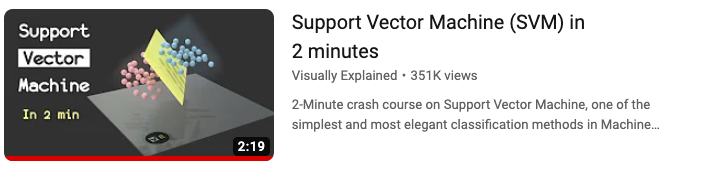 Support
Vector
Machine
In 2 min
2:19
Support Vector Machine (SVM) in
2 minutes
Visually Explained • 351K views
2-Minute crash course on Support Vector Machine, one of the
simplest and most elegant classification methods in Machine…